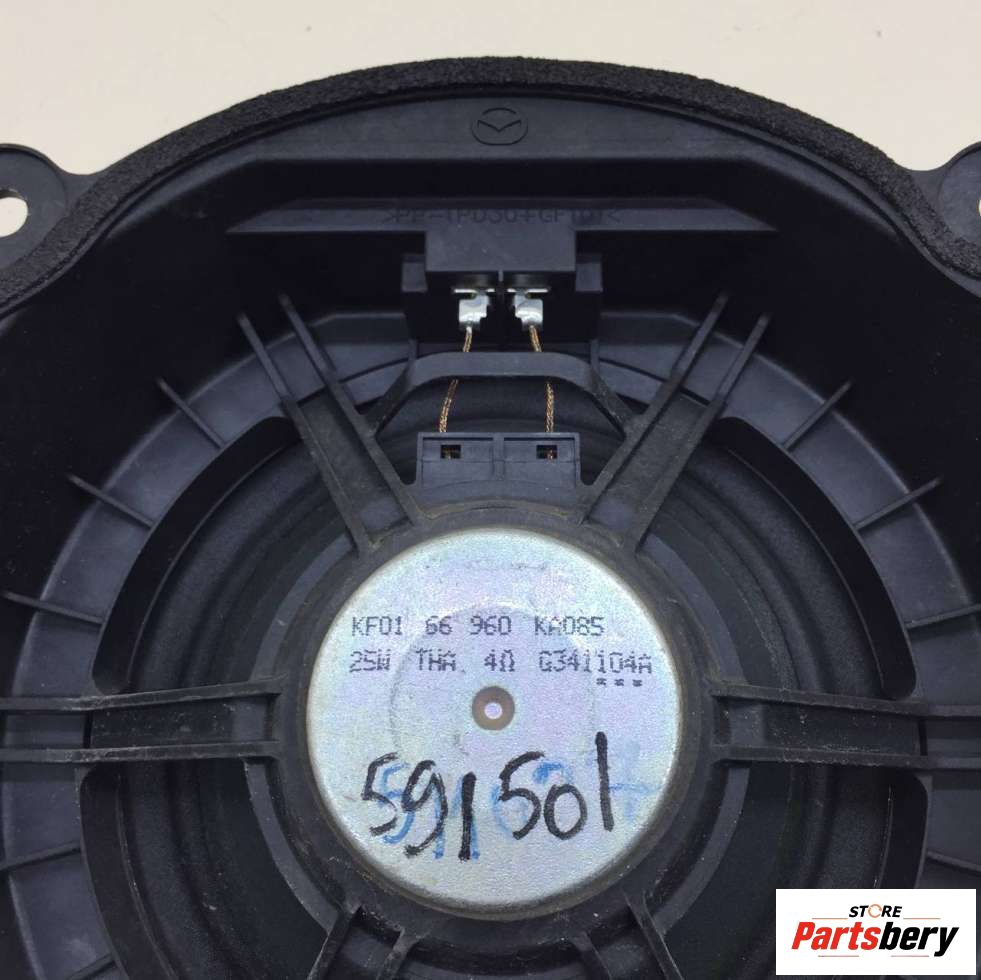 KF01 66 960 KA085
25W THA. 4Ω G341104A
***
591501
STORE
Partsbery